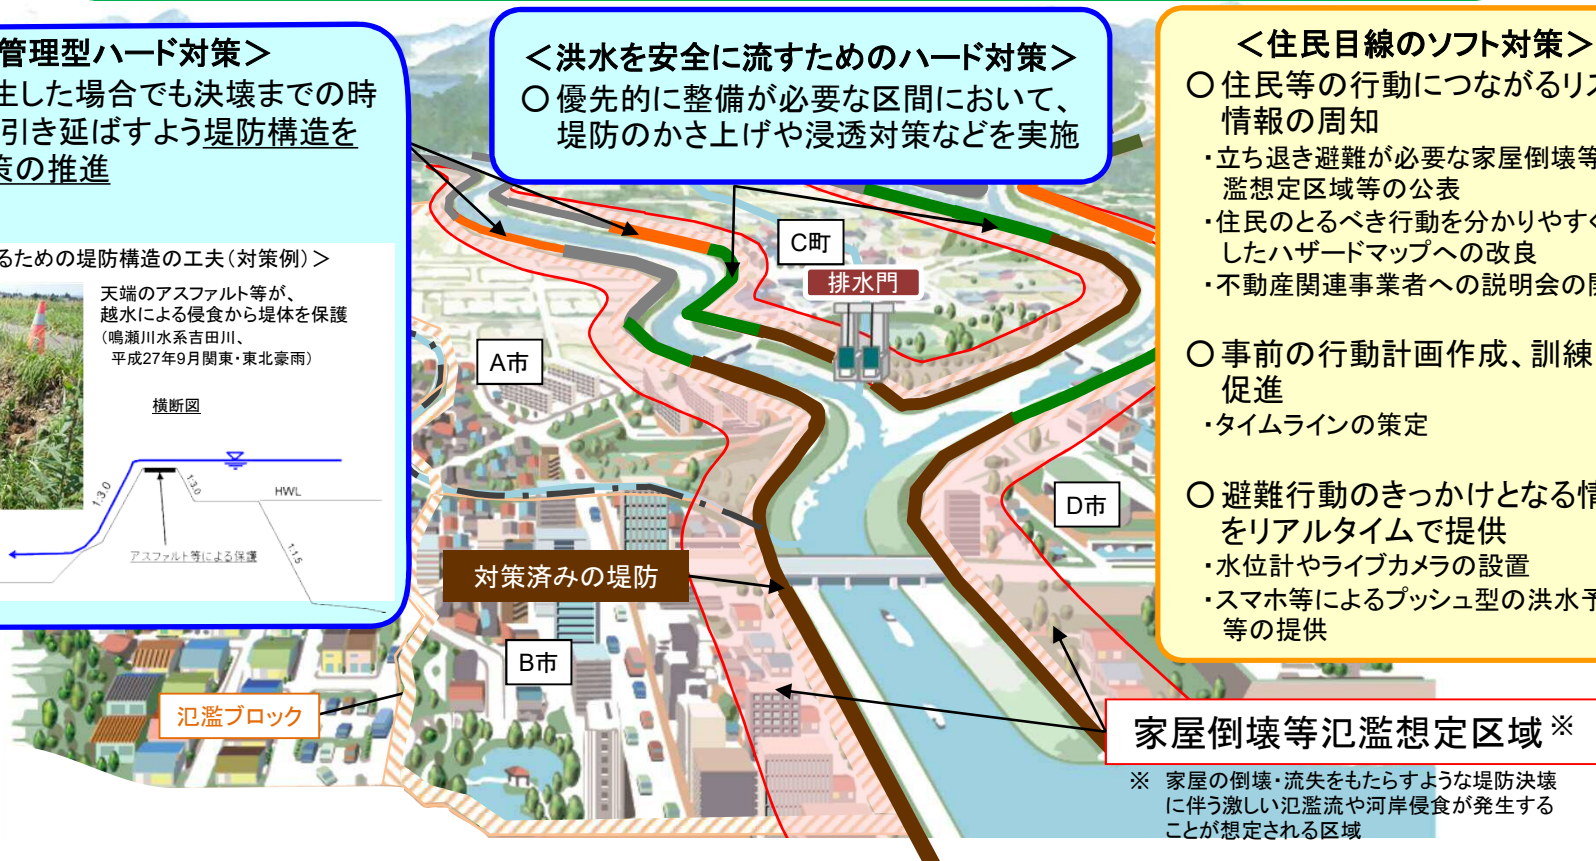 管理型ハード対策＞
生した場合でも決壊までの時
引き延ばすよう堤防構造を
策の推進
るための堤防構造の工夫（対策例）＞
天端のアスファルト等が、
越水による侵食から堤体を保護
（鳴瀬川水系吉田川、
平成27年9月関東・東北豪雨）
横断図
1:3.0
1:3.0
HWL
1:1.5
アスファルト等による保護
＜洪水を安全に流すためのハード対策＞
〇優先的に整備が必要な区間において、
堤防のかさ上げや浸透対策などを実施
＜住民目線のソフト対策＞
〇住民等の行動につながるリス
情報の周知
・立ち退き避難が必要な家屋倒壊等
濫想定区域等の公表
・住民のとるべき行動を分かりやすく
したハザードマップへの改良
・不動産関連事業者への説明会の開
〇事前の行動計画作成、訓練
促進
・タイムラインの策定
〇避難行動のきっかけとなる情
をリアルタイムで提供
・水位計やライブカメラの設置
・スマホ等によるプッシュ型の洪水予
等の提供
C町
排水門
A市
D市
対策済みの堤防
B市
氾濫ブロック
家屋倒壊等氾濫想定区域※
※　家屋の倒壊・流失をもたらすような堤防決壊
に伴う激しい氾濫流や河岸侵食が発生する
ことが想定される区域